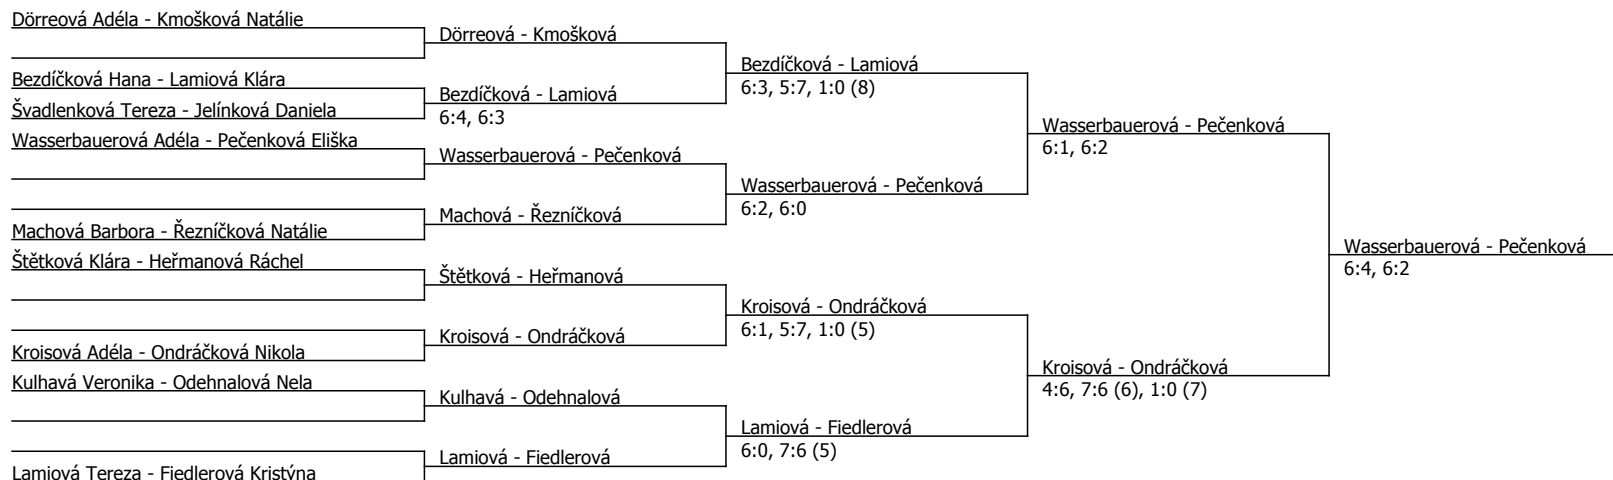 Dörreová Adéla - Kmošková Natálie
Bezdíčková Hana - Lamiová Klára
Švadlenková Tereza - Jelínková Daniela
Wasserbauerová Adéla - Pečenková Eliška
Machová Barbora - Řezníčková Natálie
Štětková Klára - Heřmanová Ráchel
Kroisová Adéla - Ondráčková Nikola
Kulhavá Veronika - Odehnalová Nela
Lamiová Tereza - Fiedlerová Kristýna
Dörreová - Kmošková
Bezdíčková - Lamiová
6:4, 6:3
Wasserbauerová - Pečenková
Machová - Řezníčková
Štětková - Heřmanová
Kroisová - Ondráčková
Kulhavá - Odehnalová
Lamiová - Fiedlerová
Bezdíčková - Lamiová
6:3, 5:7, 1:0 (8)
Wasserbauerová - Pečenková
6:2, 6:0
Kroisová - Ondráčková
6:1, 5:7, 1:0 (5)
Lamiová - Fiedlerová
6:0, 7:6 (5)
Wasserbauerová - Pečenková
6:1, 6:2
Kroisová - Ondráčková
4:6, 7:6 (6), 1:0 (7)
Wasserbauerová - Pečenková
6:4, 6:2